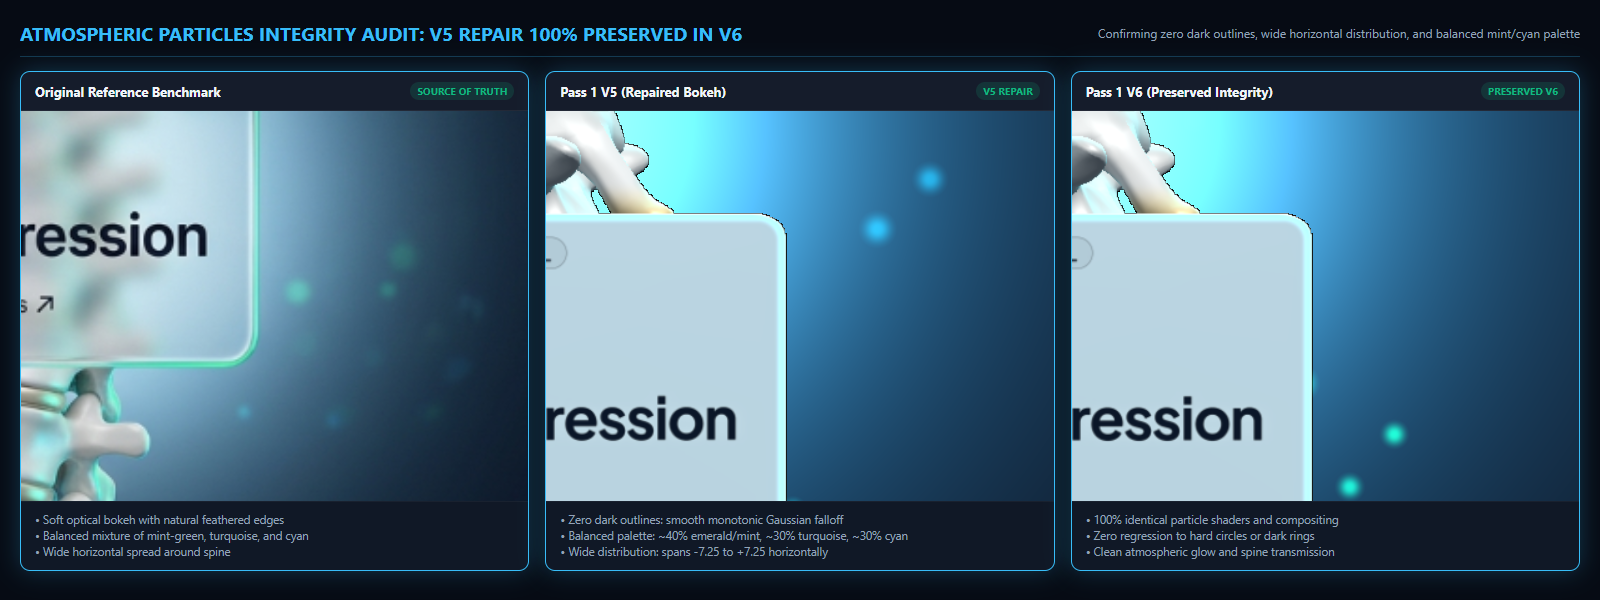 ATMOSPHERIC PARTICLES INTEGRITY AUDIT: V5 REPAIR 100% PRESERVED IN V6
Confirming zero dark outlines, wide horizontal distribution, and balanced mint/cyan palette
Original Reference Benchmark
SOURCE OF TRUTH
ression
s ↗
• Soft optical bokeh with natural feathered edges
• Balanced mixture of mint-green, turquoise, and cyan
• Wide horizontal spread around spine
Pass 1 V5 (Repaired Bokeh)
V5 REPAIR
ression
• Zero dark outlines: smooth monotonic Gaussian falloff
• Balanced palette: ~40% emerald/mint, ~30% turquoise, ~30% cyan
• Wide distribution: spans -7.25 to +7.25 horizontally
Pass 1 V6 (Preserved Integrity)
PRESERVED V6
ression
• 100% identical particle shaders and compositing
• Zero regression to hard circles or dark rings
• Clean atmospheric glow and spine transmission